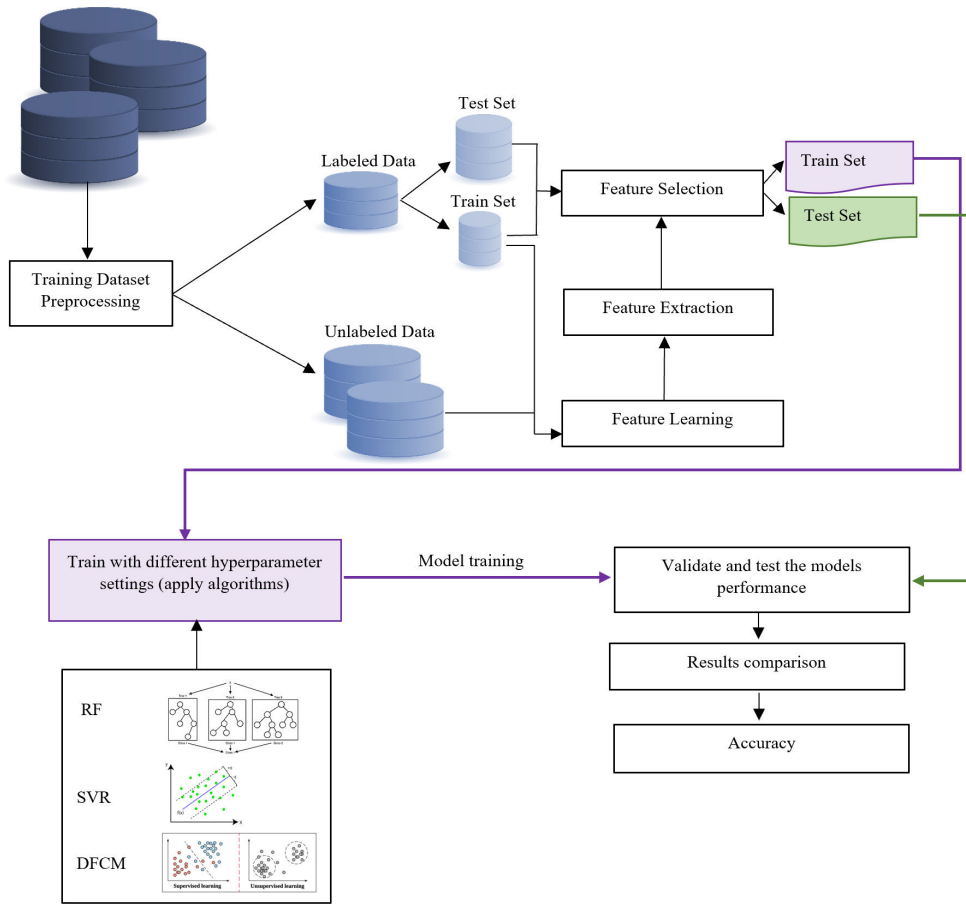 Test Set
Labeled Data
Train Set
Feature Selection
Train Set
Test Set
Training Dataset
Preprocessing
Feature Extraction
Unlabeled Data
Feature Learning
Train with different hyperparameter
settings (apply algorithms)
Model training
Validate and test the models
performance
Results comparison
Accuracy
RF
SVR
y
f(x)
x
DFCM
Supervised learning
Unsupervised learning